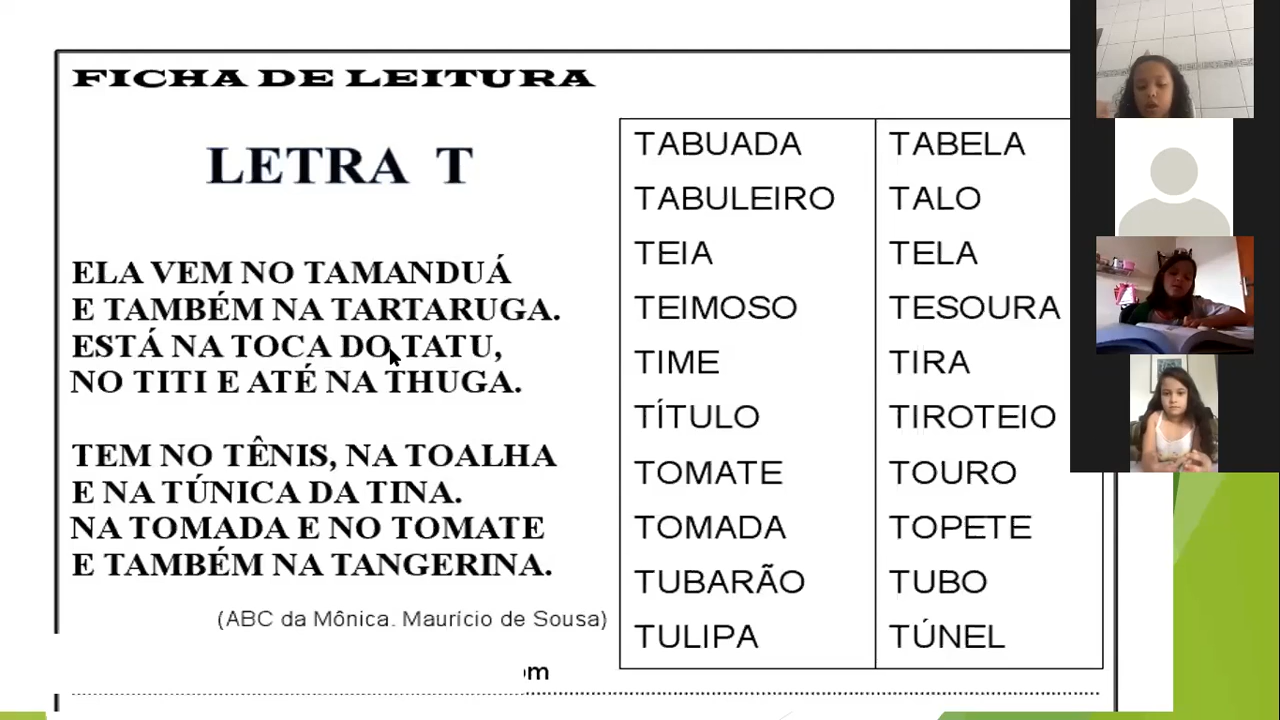 FICHA DE LEITURA
LETRA T
ELA VEM NO TAMANDUÁ
E TAMBÉM NA TARTARUGA.
ESTÁ NA TOCA DO TATU,
NO TITI E ATÉ NA THUGA.
TEM NO TÊNIS, NA TOALHA
E NA TÚNICA DA TINA.
NA TOMADA E NO TOMATE
E TAMBÉM NA TANGERINA.
(ABC da Mônica. Maurício de Sousa)
om
TABUADA TABELA
TABULEIRO TALO
TEIA TELA
TEIMOSO TESOURA
TIME TIRA
TÍTULO TIROTEIO
TOMATE TOURO
TOMADA TOPETE
TUBARÃO TUBO
TULIPA TÚNEL